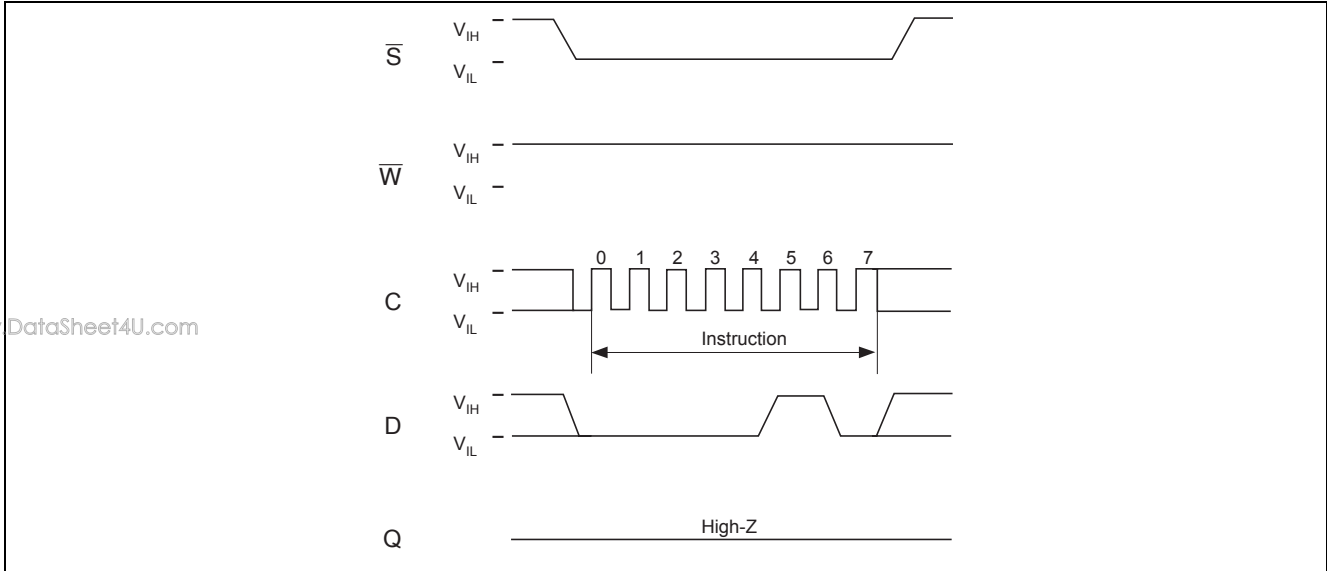 S̅
V_IH
V_IL
W̅
V_IH
V_IL
0 1 2 3 4 5 6 7
C
V_IH
V_IL
.DataSheet4U.com
Instruction
D
V_IH
V_IL
Q
High-Z